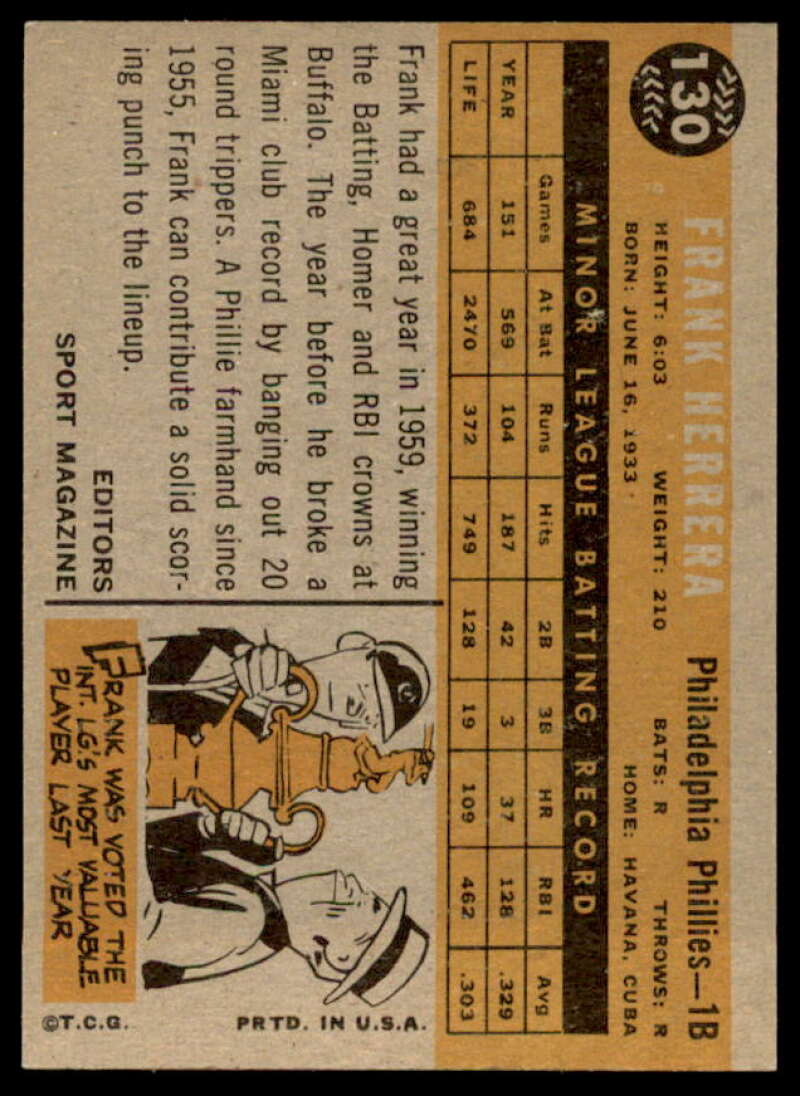 130
FRANK HERRERA Philadelphia Phillies—1B
HEIGHT: 6:03 WEIGHT: 210 BATS: R THROWS: R
BORN: JUNE 16, 1933 HOME: HAVANA, CUBA
MINOR LEAGUE BATTING RECORD
Games At Bat Runs Hits 2B 3B HR RBI Avg
YEAR 151 569 104 187 42 3 37 128 .329
LIFE 684 2470 372 749 128 19 109 462 .303
Frank had a great year in 1959, winning
the Batting, Homer and RBI crowns at
Buffalo. The year before he broke a
Miami club record by banging out 20
round trippers. A Phillie farmhand since
1955, Frank can contribute a solid scor-
ing punch to the lineup.
EDITORS
SPORT MAGAZINE
FRANK WAS VOTED THE
INT. LG'S MOST VALUABLE
PLAYER LAST YEAR
©T.C.G. PRTD. IN U.S.A.